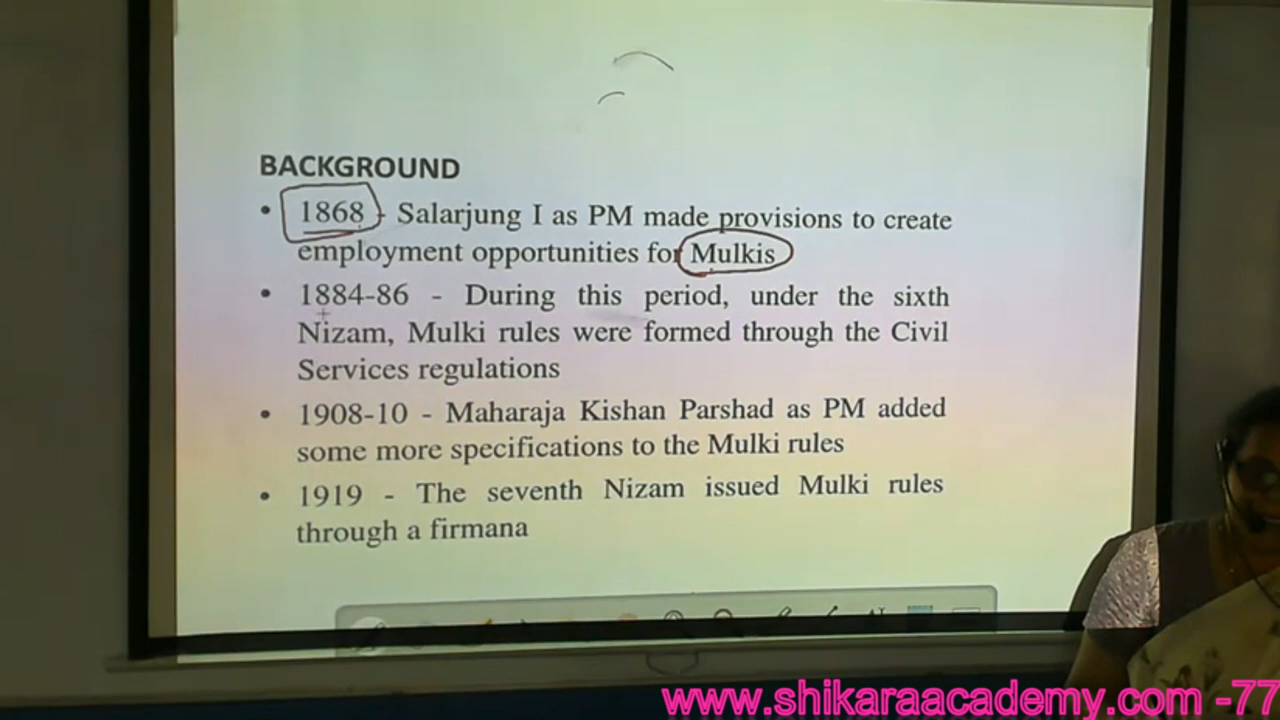 BACKGROUND
• 1868 - Salarjung I as PM made provisions to create
employment opportunities for Mulkis
• 1884-86 - During this period, under the sixth
Nizam, Mulki rules were formed through the Civil
Services regulations
• 1908-10 - Maharaja Kishan Parshad as PM added
some more specifications to the Mulki rules
• 1919 - The seventh Nizam issued Mulki rules
through a firmana
www.shikaraacademy.com -77